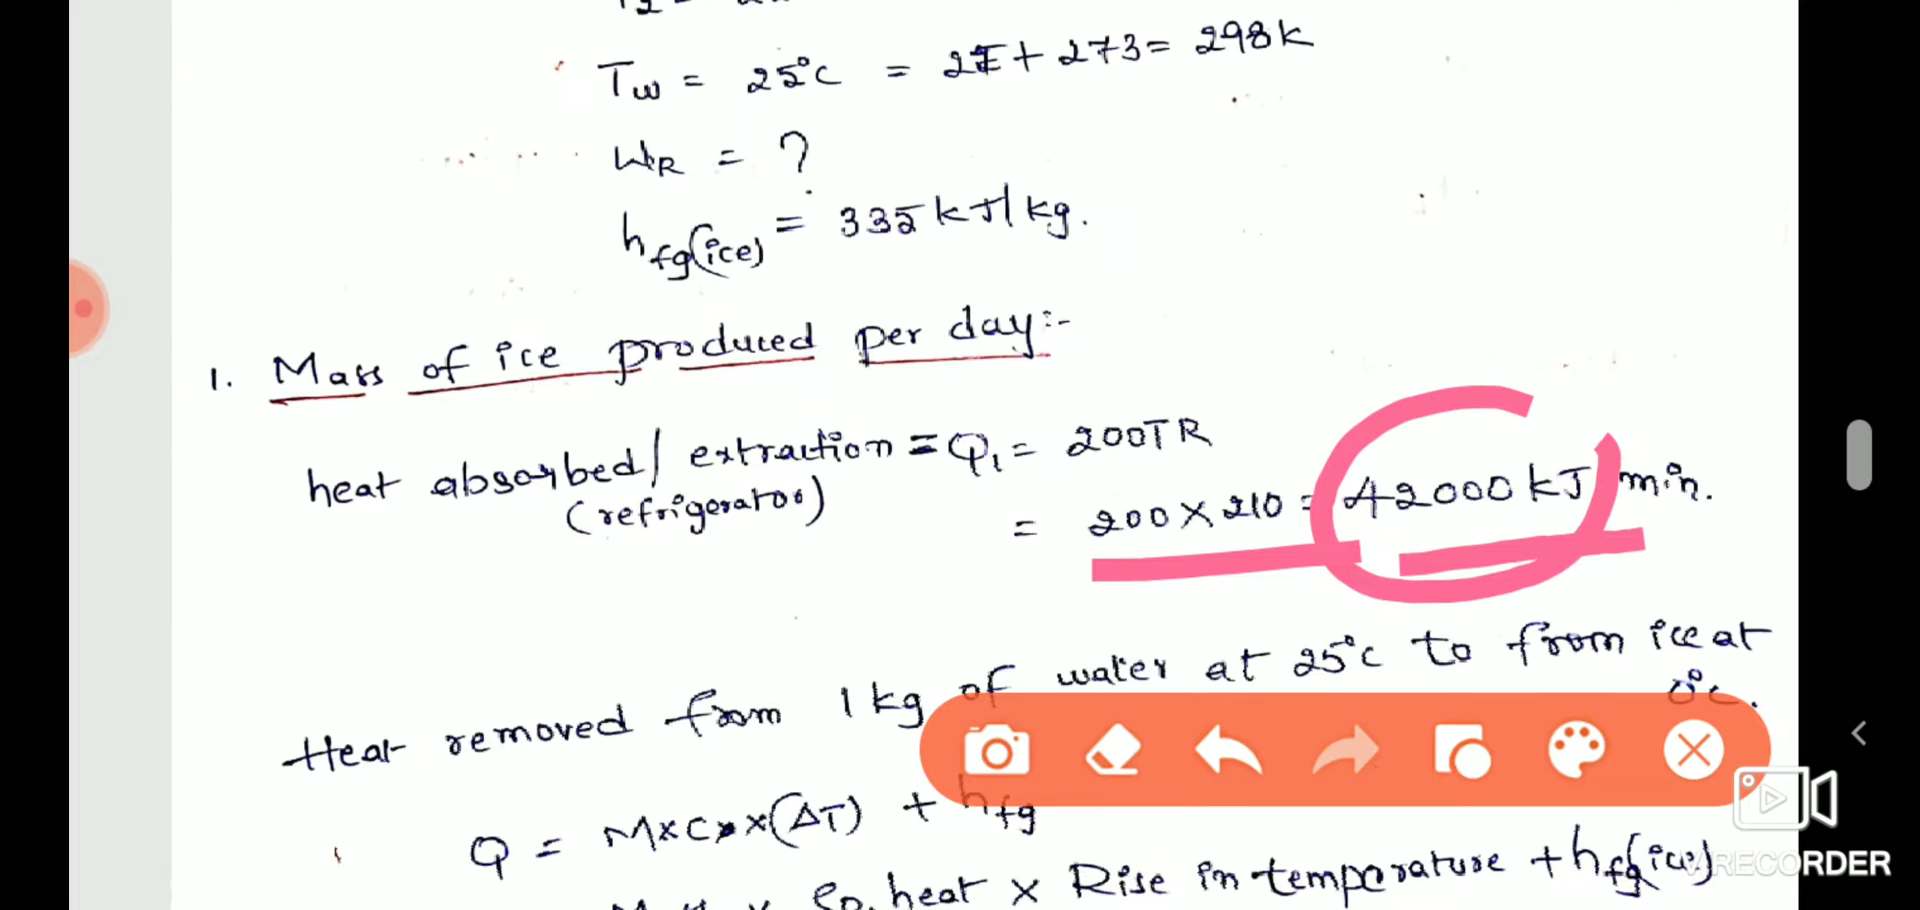 Tw = 25°C = 25 + 273 = 298K
WR = ?
hfg(ice) = 335 kJ/kg.
1. Mass of ice produced per day:-
heat absorbed/extraction = Q1 = 200TR
(refrigerator)
= 200 × 210 = 42000 kJ/min.
Heat removed from 1 kg of water at 25°C to from ice at
0°C.
Q = M×C××(ΔT) + hfg
Sp. heat × Rise in temperature + hfg(ice)
RECORDER